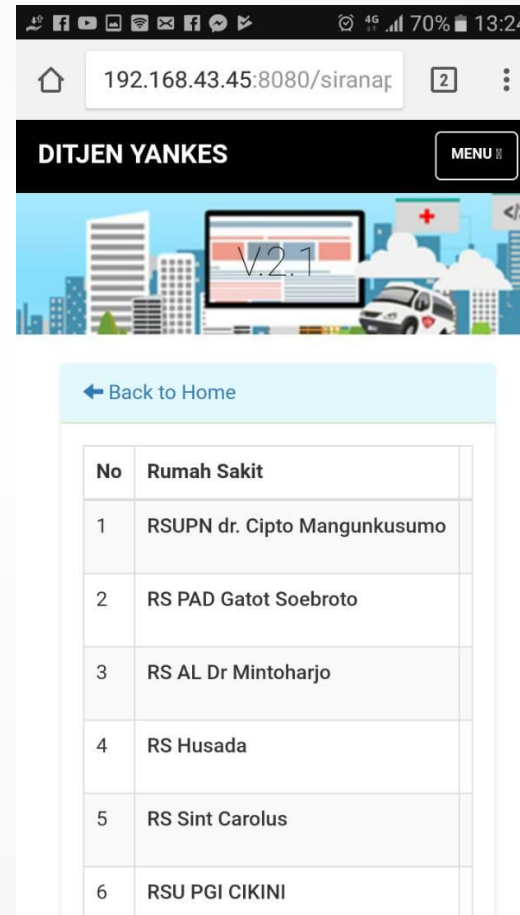 4G 70% 13:24
192.168.43.45:8080/siranap 2
DITJEN YANKES MENU
V.2.1
Back to Home
No Rumah Sakit
1 RSUPN dr. Cipto Mangunkusumo
2 RS PAD Gatot Soebroto
3 RS AL Dr Mintoharjo
4 RS Husada
5 RS Sint Carolus
6 RSU PGI CIKINI